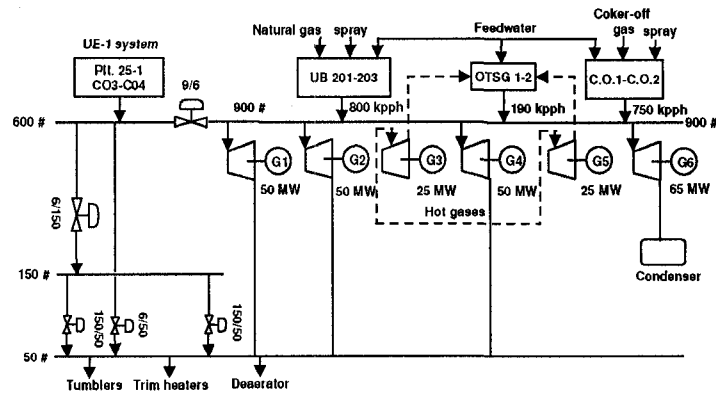 Natural gas spray
Feedwater
Coker-off
gas spray
UE-1 system
Plt. 25-1
CO3-C04
9/6
UB 201-203
OTSG 1-2
C.O.1-C.O.2
900 #
800 kpph
190 kpph
750 kpph
600 #
900 #
G1
G2
G3
G4
G5
G6
50 MW
50 MW
25 MW
50 MW
25 MW
65 MW
6/150
Hot gases
Condenser
150 #
150/50
6/50
150/50
50 #
Tumblers
Trim heaters
Deaerator